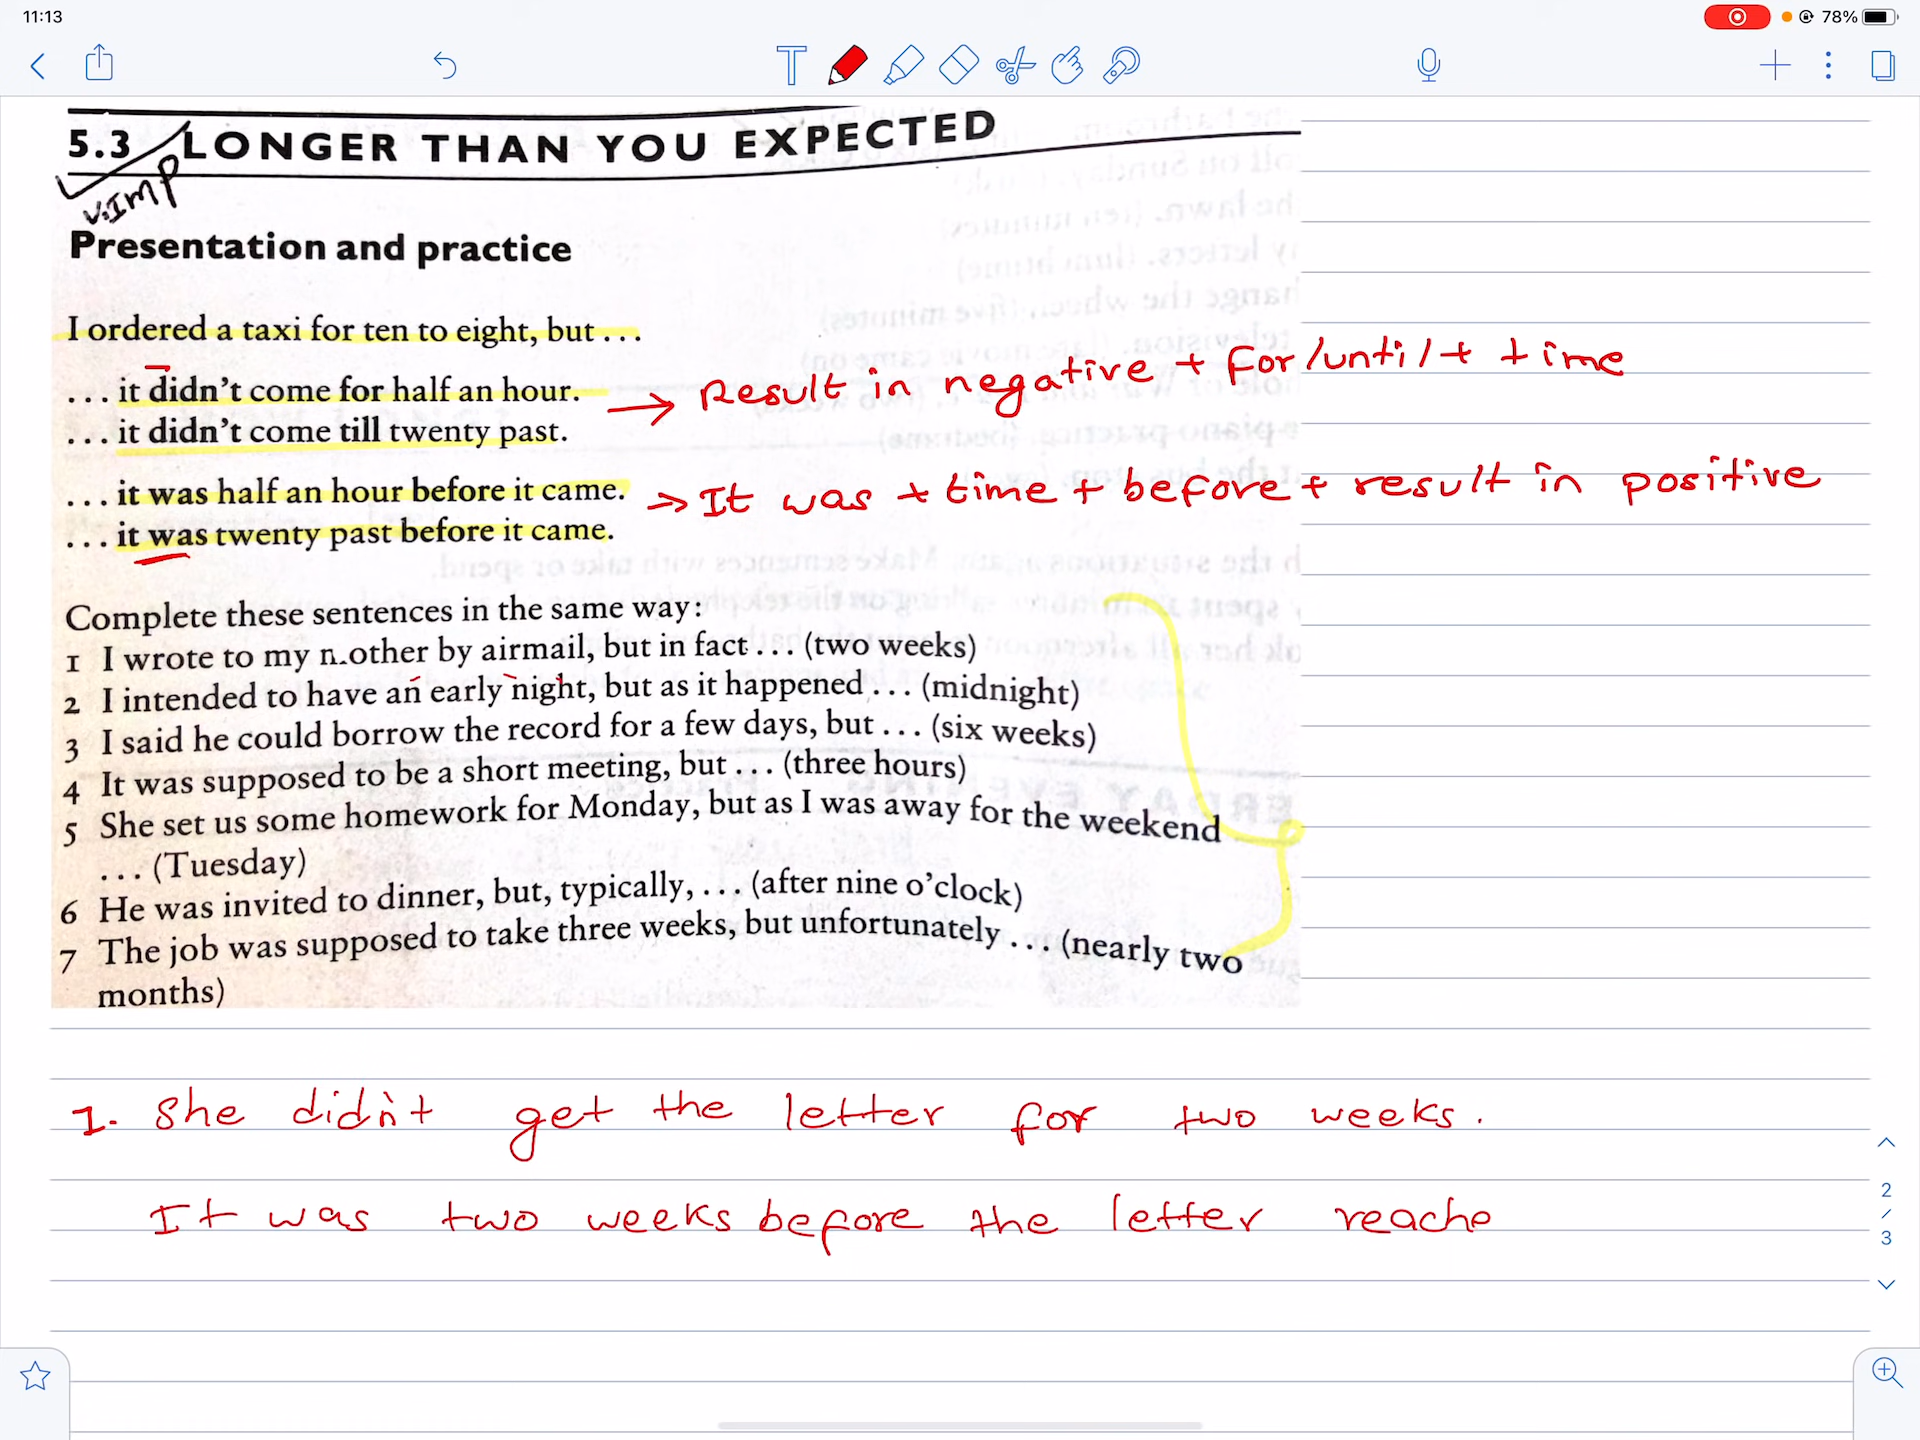 11:13
78%
5.3 LONGER THAN YOU EXPECTED
V.Imp
Presentation and practice
I ordered a taxi for ten to eight, but ...
... it didn't come for half an hour.
→ Result in negative + for/until + time
... it didn't come till twenty past.
... it was half an hour before it came.
→ It was + time + before + result in positive
... it was twenty past before it came.
Complete these sentences in the same way:
1 I wrote to my mother by airmail, but in fact ... (two weeks)
2 I intended to have an early night, but as it happened ... (midnight)
3 I said he could borrow the record for a few days, but ... (six weeks)
4 It was supposed to be a short meeting, but ... (three hours)
5 She set us some homework for Monday, but as I was away for the weekend
... (Tuesday)
6 He was invited to dinner, but, typically, ... (after nine o'clock)
7 The job was supposed to take three weeks, but unfortunately ... (nearly two
months)
1. She didn't get the letter for two weeks.
It was two weeks before the letter reache
2
/
3